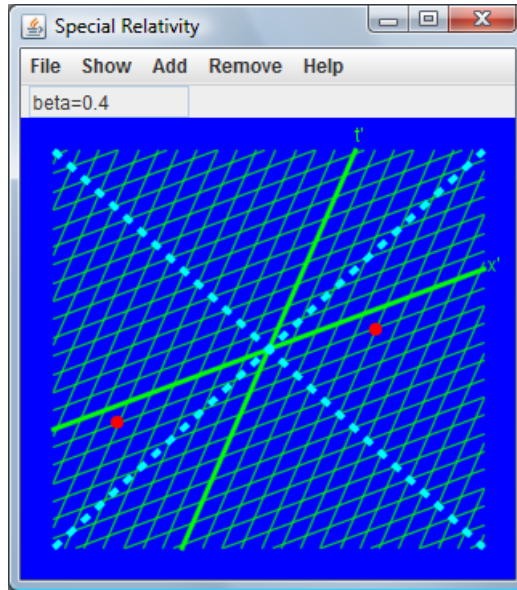 Special Relativity
File Show Add Remove Help
beta=0.4
t'
x'